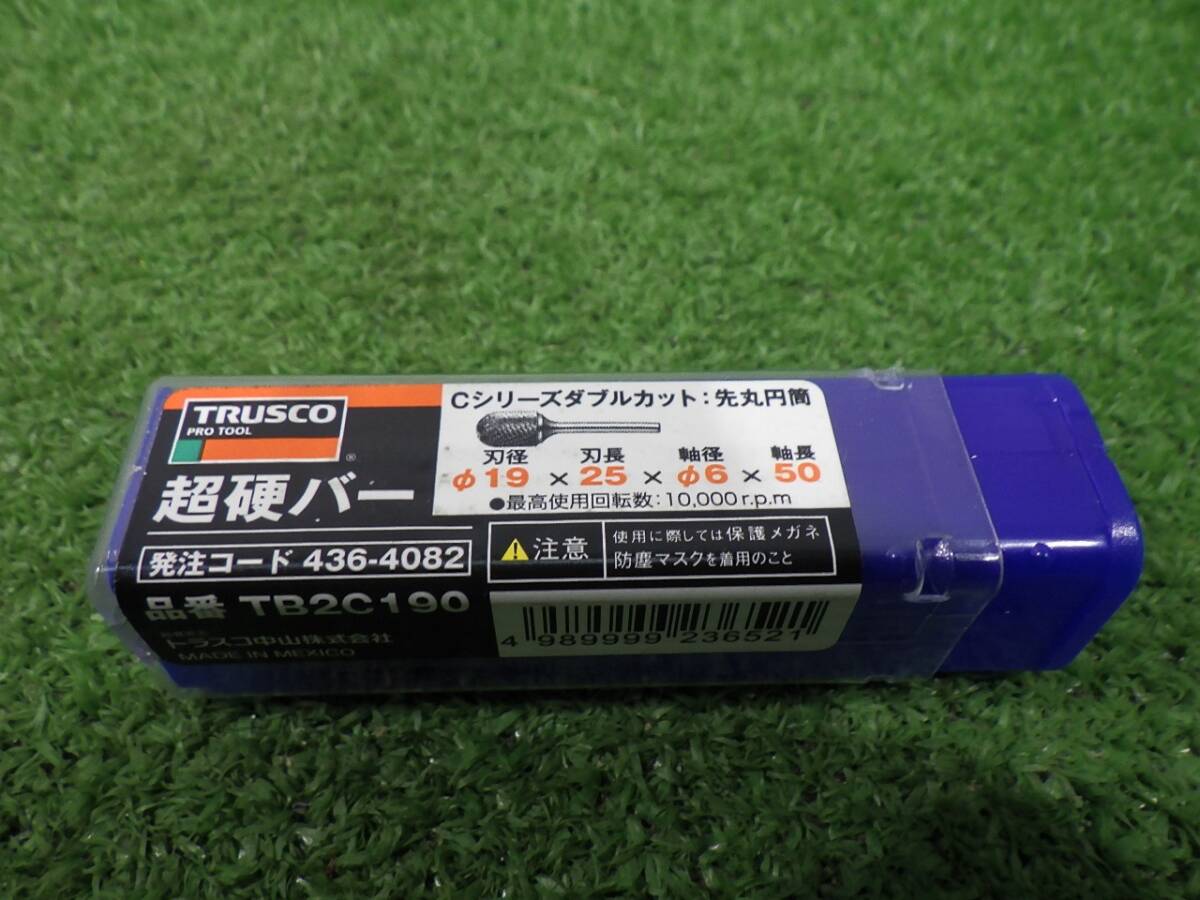 TRUSCO
PRO TOOL
®
超硬バー
発注コード 436-4082
品番 TB2C190
トラスコ中山株式会社
MADE IN MEXICO
Cシリーズダブルカット:先丸円筒
刃径 刃長 軸径 軸長
φ19×25×φ6×50
●最高使用回転数:10,000r.p.m
注意
使用に際しては保護メガネ
防塵マスクを着用のこと
4 989999 236521